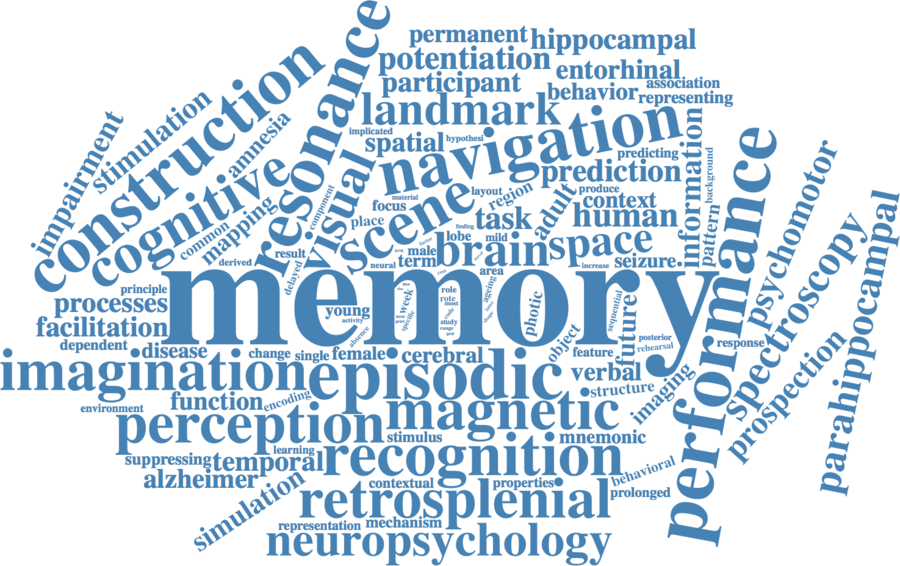 permanent
hippocampal
potentiation
entorhinal
participant
behavior
association
representing
construction
resonance
landmark
stimulation
amnesia
impairment
implicated
hypothesi
spatial
navigation
information
predicting
prediction
background
performance
psychomotor
cognitive
visual
scene
material
focus
layout
region
produce
context
adult
human
pattern
mapping
common
component
place
task
finding
lobe
mild
brain
space
seizure
derived
result
delayed
male
term
neural
area
increase
spectroscopy
parahippocampal
memory
principle
processes
facilitation
dependent
disease
young
activity
absence
week
specific
role
rote
study
range
ageing
photic
sequential
future
object
posterior
rehearsal
response
change
single
female
cerebral
feature
verbal
structure
imaging
prospection
imagination
episodic
environment
function
encoding
magnetic
perception
stimulus
mnemonic
learning
suppressing
temporal
recognition
behavioral
alzheimer
contextual
properties
prolonged
simulation
retrosplenial
representation
mechanism
neuropsychology